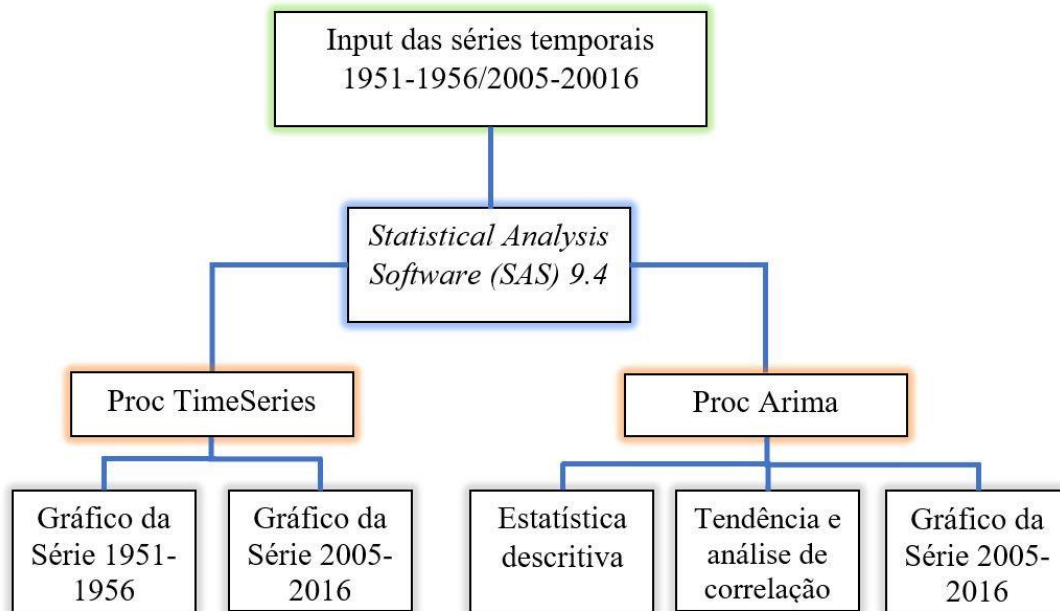 Input das séries temporais
1951-1956/2005-20016
Statistical Analysis
Software (SAS) 9.4
Proc TimeSeries
Proc Arima
Gráfico da
Série 1951-
1956
Gráfico da
Série 2005-
2016
Estatística
descritiva
Tendência e
análise de
correlação
Gráfico da
Série 2005-
2016